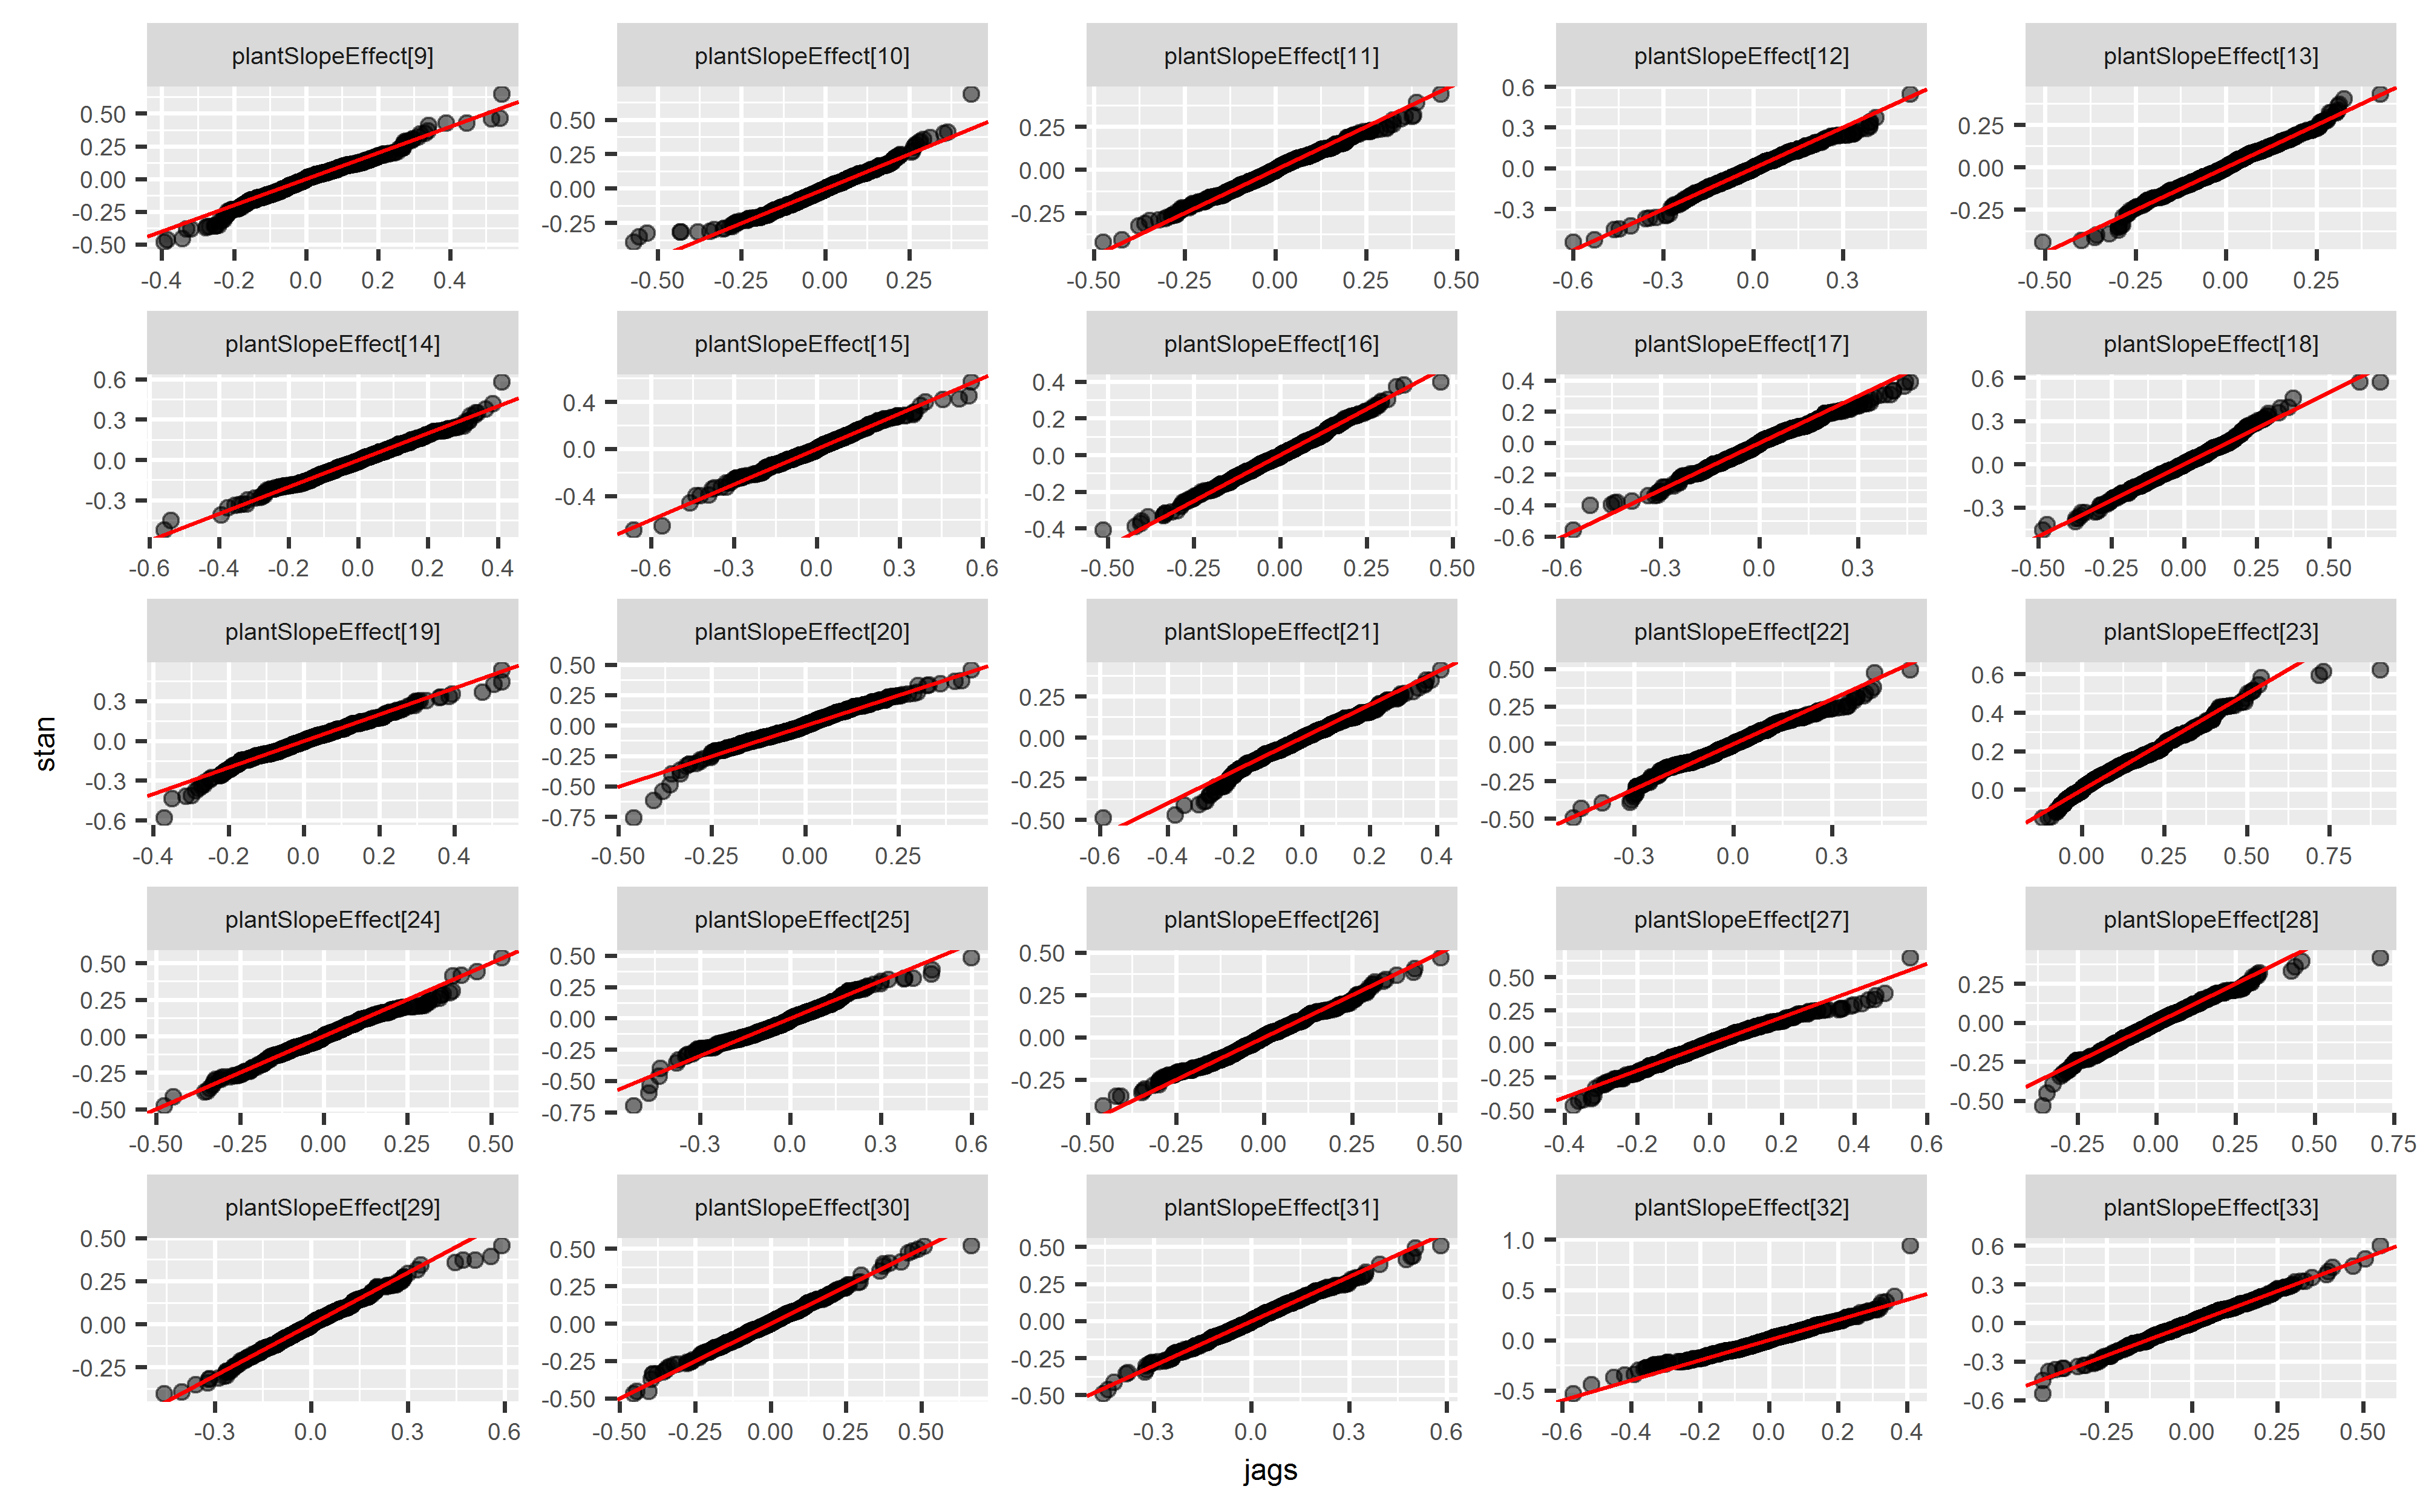 plantSlopeEffect[9] plantSlopeEffect[10] plantSlopeEffect[11] plantSlopeEffect[12] plantSlopeEffect[13]
0.50 0.25 0.00 -0.25 -0.50
0.50 0.25 0.00 -0.25
0.25 0.00 -0.25
0.6 0.3 0.0 -0.3
0.25 0.00 -0.25
-0.4 -0.2 0.0 0.2 0.4
-0.50 -0.25 0.00 0.25
-0.50 -0.25 0.00 0.25 0.50
-0.6 -0.3 0.0 0.3
-0.50 -0.25 0.00 0.25
plantSlopeEffect[14] plantSlopeEffect[15] plantSlopeEffect[16] plantSlopeEffect[17] plantSlopeEffect[18]
0.6 0.3 0.0 -0.3
0.4 0.0 -0.4
0.4 0.2 0.0 -0.2 -0.4
0.4 0.2 0.0 -0.2 -0.4 -0.6
0.6 0.3 0.0 -0.3
-0.6 -0.4 -0.2 0.0 0.2 0.4
-0.6 -0.3 0.0 0.3 0.6
-0.50 -0.25 0.00 0.25 0.50
-0.6 -0.3 0.0 0.3
-0.50 -0.25 0.00 0.25 0.50
plantSlopeEffect[19] plantSlopeEffect[20] plantSlopeEffect[21] plantSlopeEffect[22] plantSlopeEffect[23]
0.3 0.0 -0.3 -0.6
0.50 0.25 0.00 -0.25 -0.50 -0.75
0.25 0.00 -0.25 -0.50
0.50 0.25 0.00 -0.25 -0.50
0.6 0.4 0.2 0.0
-0.4 -0.2 0.0 0.2 0.4
-0.50 -0.25 0.00 0.25
-0.6 -0.4 -0.2 0.0 0.2 0.4
-0.3 0.0 0.3
0.00 0.25 0.50 0.75
stan
plantSlopeEffect[24] plantSlopeEffect[25] plantSlopeEffect[26] plantSlopeEffect[27] plantSlopeEffect[28]
0.50 0.25 0.00 -0.25 -0.50
0.50 0.25 0.00 -0.25 -0.50 -0.75
0.50 0.25 0.00 -0.25
0.50 0.25 0.00 -0.25 -0.50
0.25 0.00 -0.25 -0.50
-0.50 -0.25 0.00 0.25 0.50
-0.3 0.0 0.3 0.6
-0.50 -0.25 0.00 0.25 0.50
-0.4 -0.2 0.0 0.2 0.4 0.6
-0.25 0.00 0.25 0.50 0.75
plantSlopeEffect[29] plantSlopeEffect[30] plantSlopeEffect[31] plantSlopeEffect[32] plantSlopeEffect[33]
0.50 0.25 0.00 -0.25
0.50 0.25 0.00 -0.25 -0.50
0.50 0.25 0.00 -0.25 -0.50
1.0 0.5 0.0 -0.5
0.6 0.3 0.0 -0.3 -0.6
-0.3 0.0 0.3 0.6
-0.50 -0.25 0.00 0.25 0.50
-0.3 0.0 0.3 0.6
-0.6 -0.4 -0.2 0.0 0.2 0.4
-0.25 0.00 0.25 0.50
jags